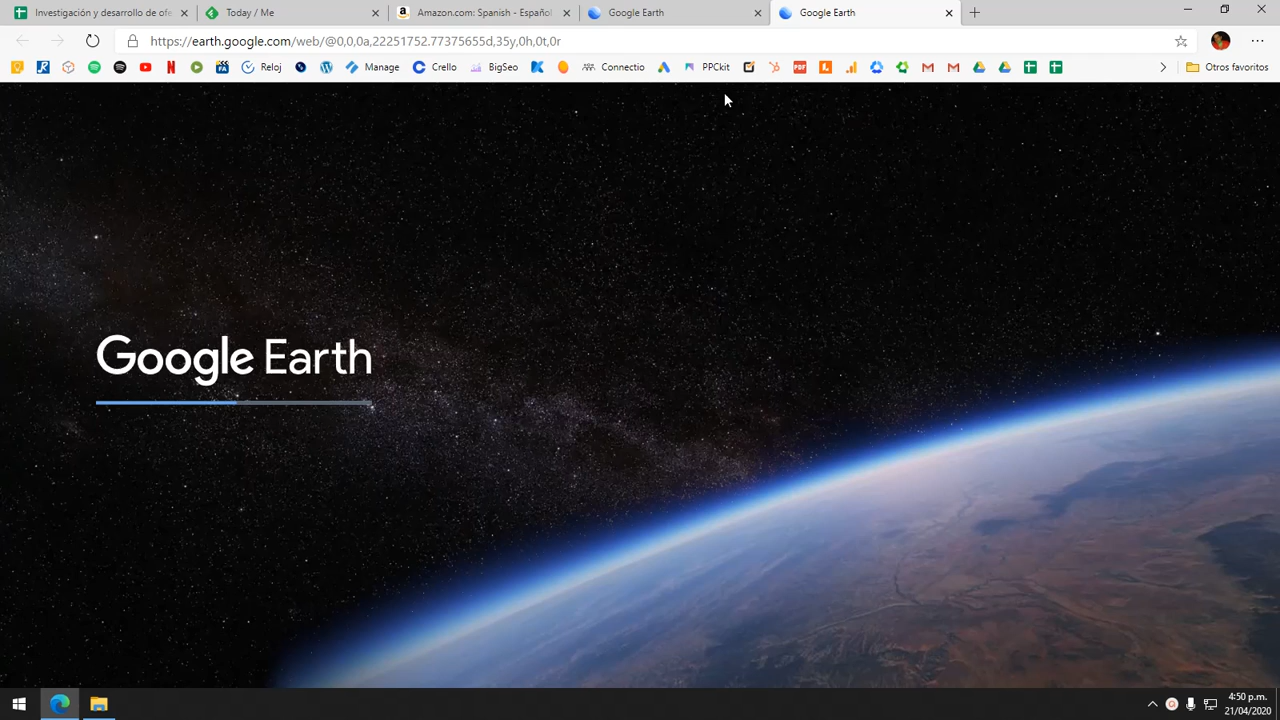 Investigación y desarrollo de ofe
Today / Me
Amazon.com: Spanish - Español
Google Earth
Google Earth
https://earth.google.com/web/@0,0,0a,22251752.77375655d,35y,0h,0t,0r
Reloj
Manage
Crello
BigSeo
Connectio
PPCkit
Otros favoritos
Google Earth
4:50 p.m.
21/04/2020